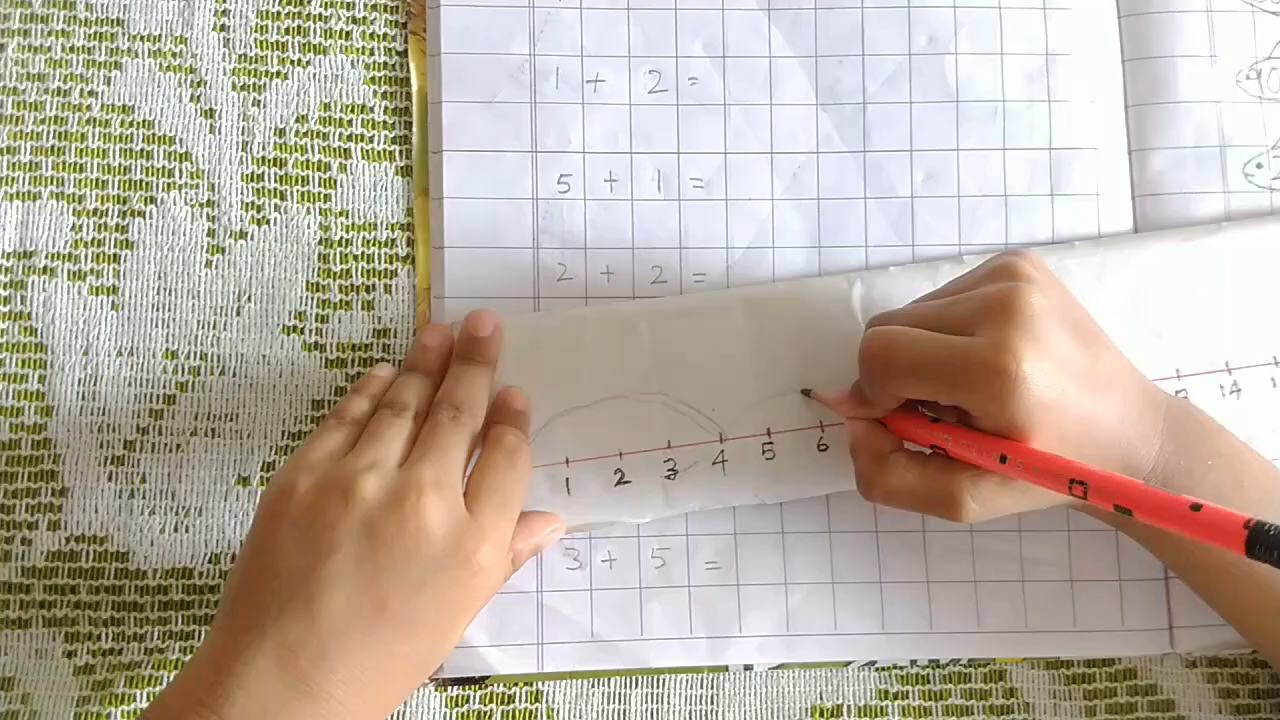 1 + 2 =
5 + 1 =
2 + 2 =
1 2 3 4 5 6 14
3 + 5 =